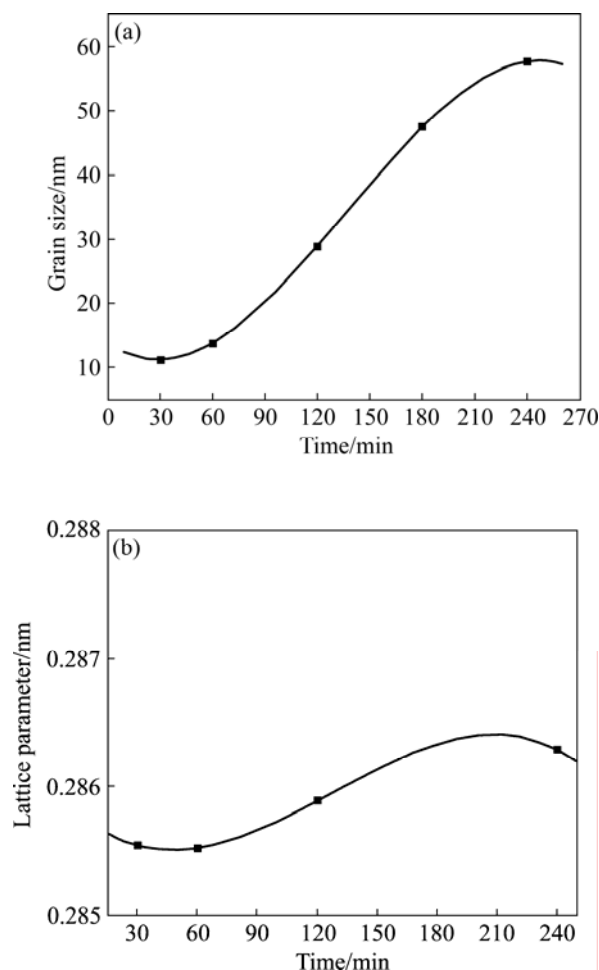 (a)
60
50
40
30
20
10
Grain size/nm
0 30 60 90 120 150 180 210 240 270
Time/min
(b)
0.288
0.287
0.286
0.285
Lattice parameter/nm
30 60 90 120 150 180 210 240
Time/min